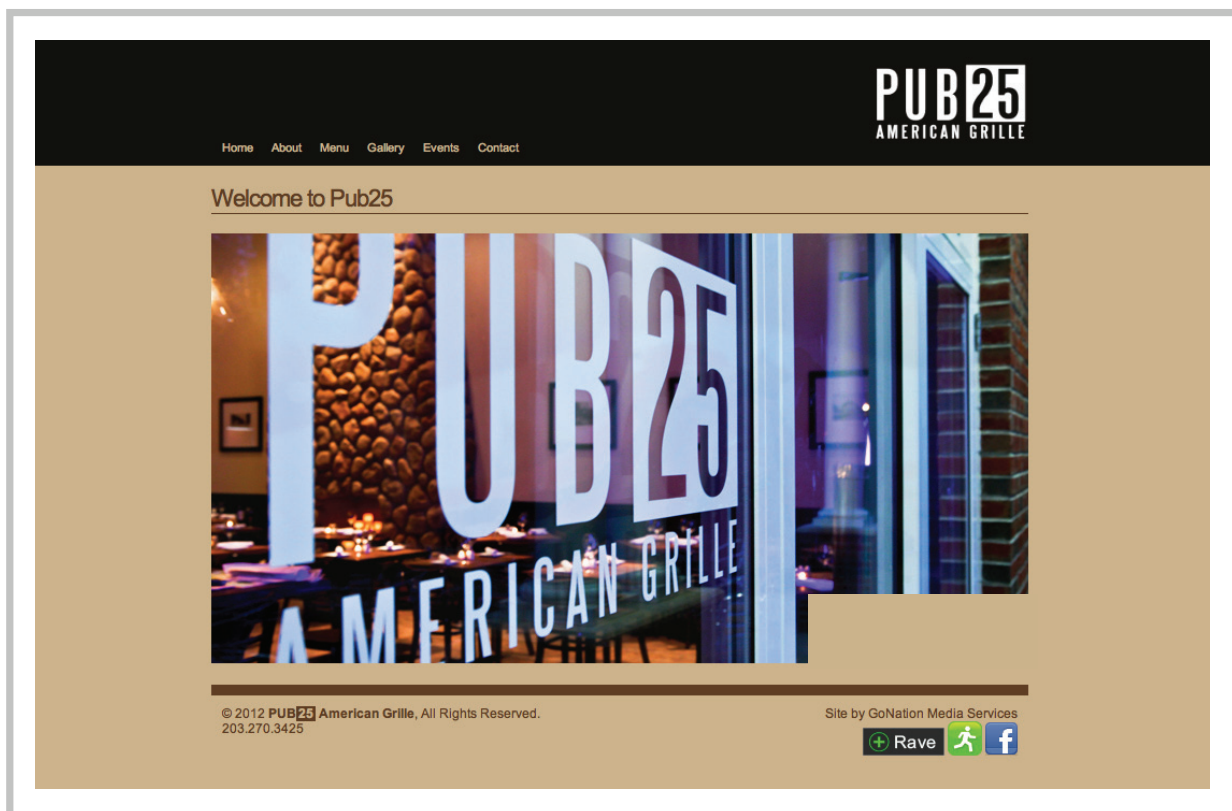 PUB25
AMERICAN GRILLE
Home About Menu Gallery Events Contact
Welcome to Pub25
PUB25
AMERICAN GRILLE
© 2012 PUB25 American Grille, All Rights Reserved.
203.270.3425
Site by GoNation Media Services
Rave
f